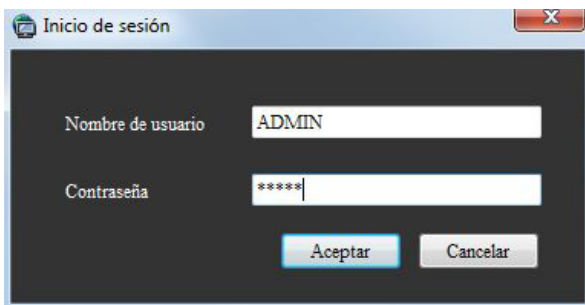 Inicio de sesión
Nombre de usuario ADMIN
Contraseña *****
Aceptar Cancelar